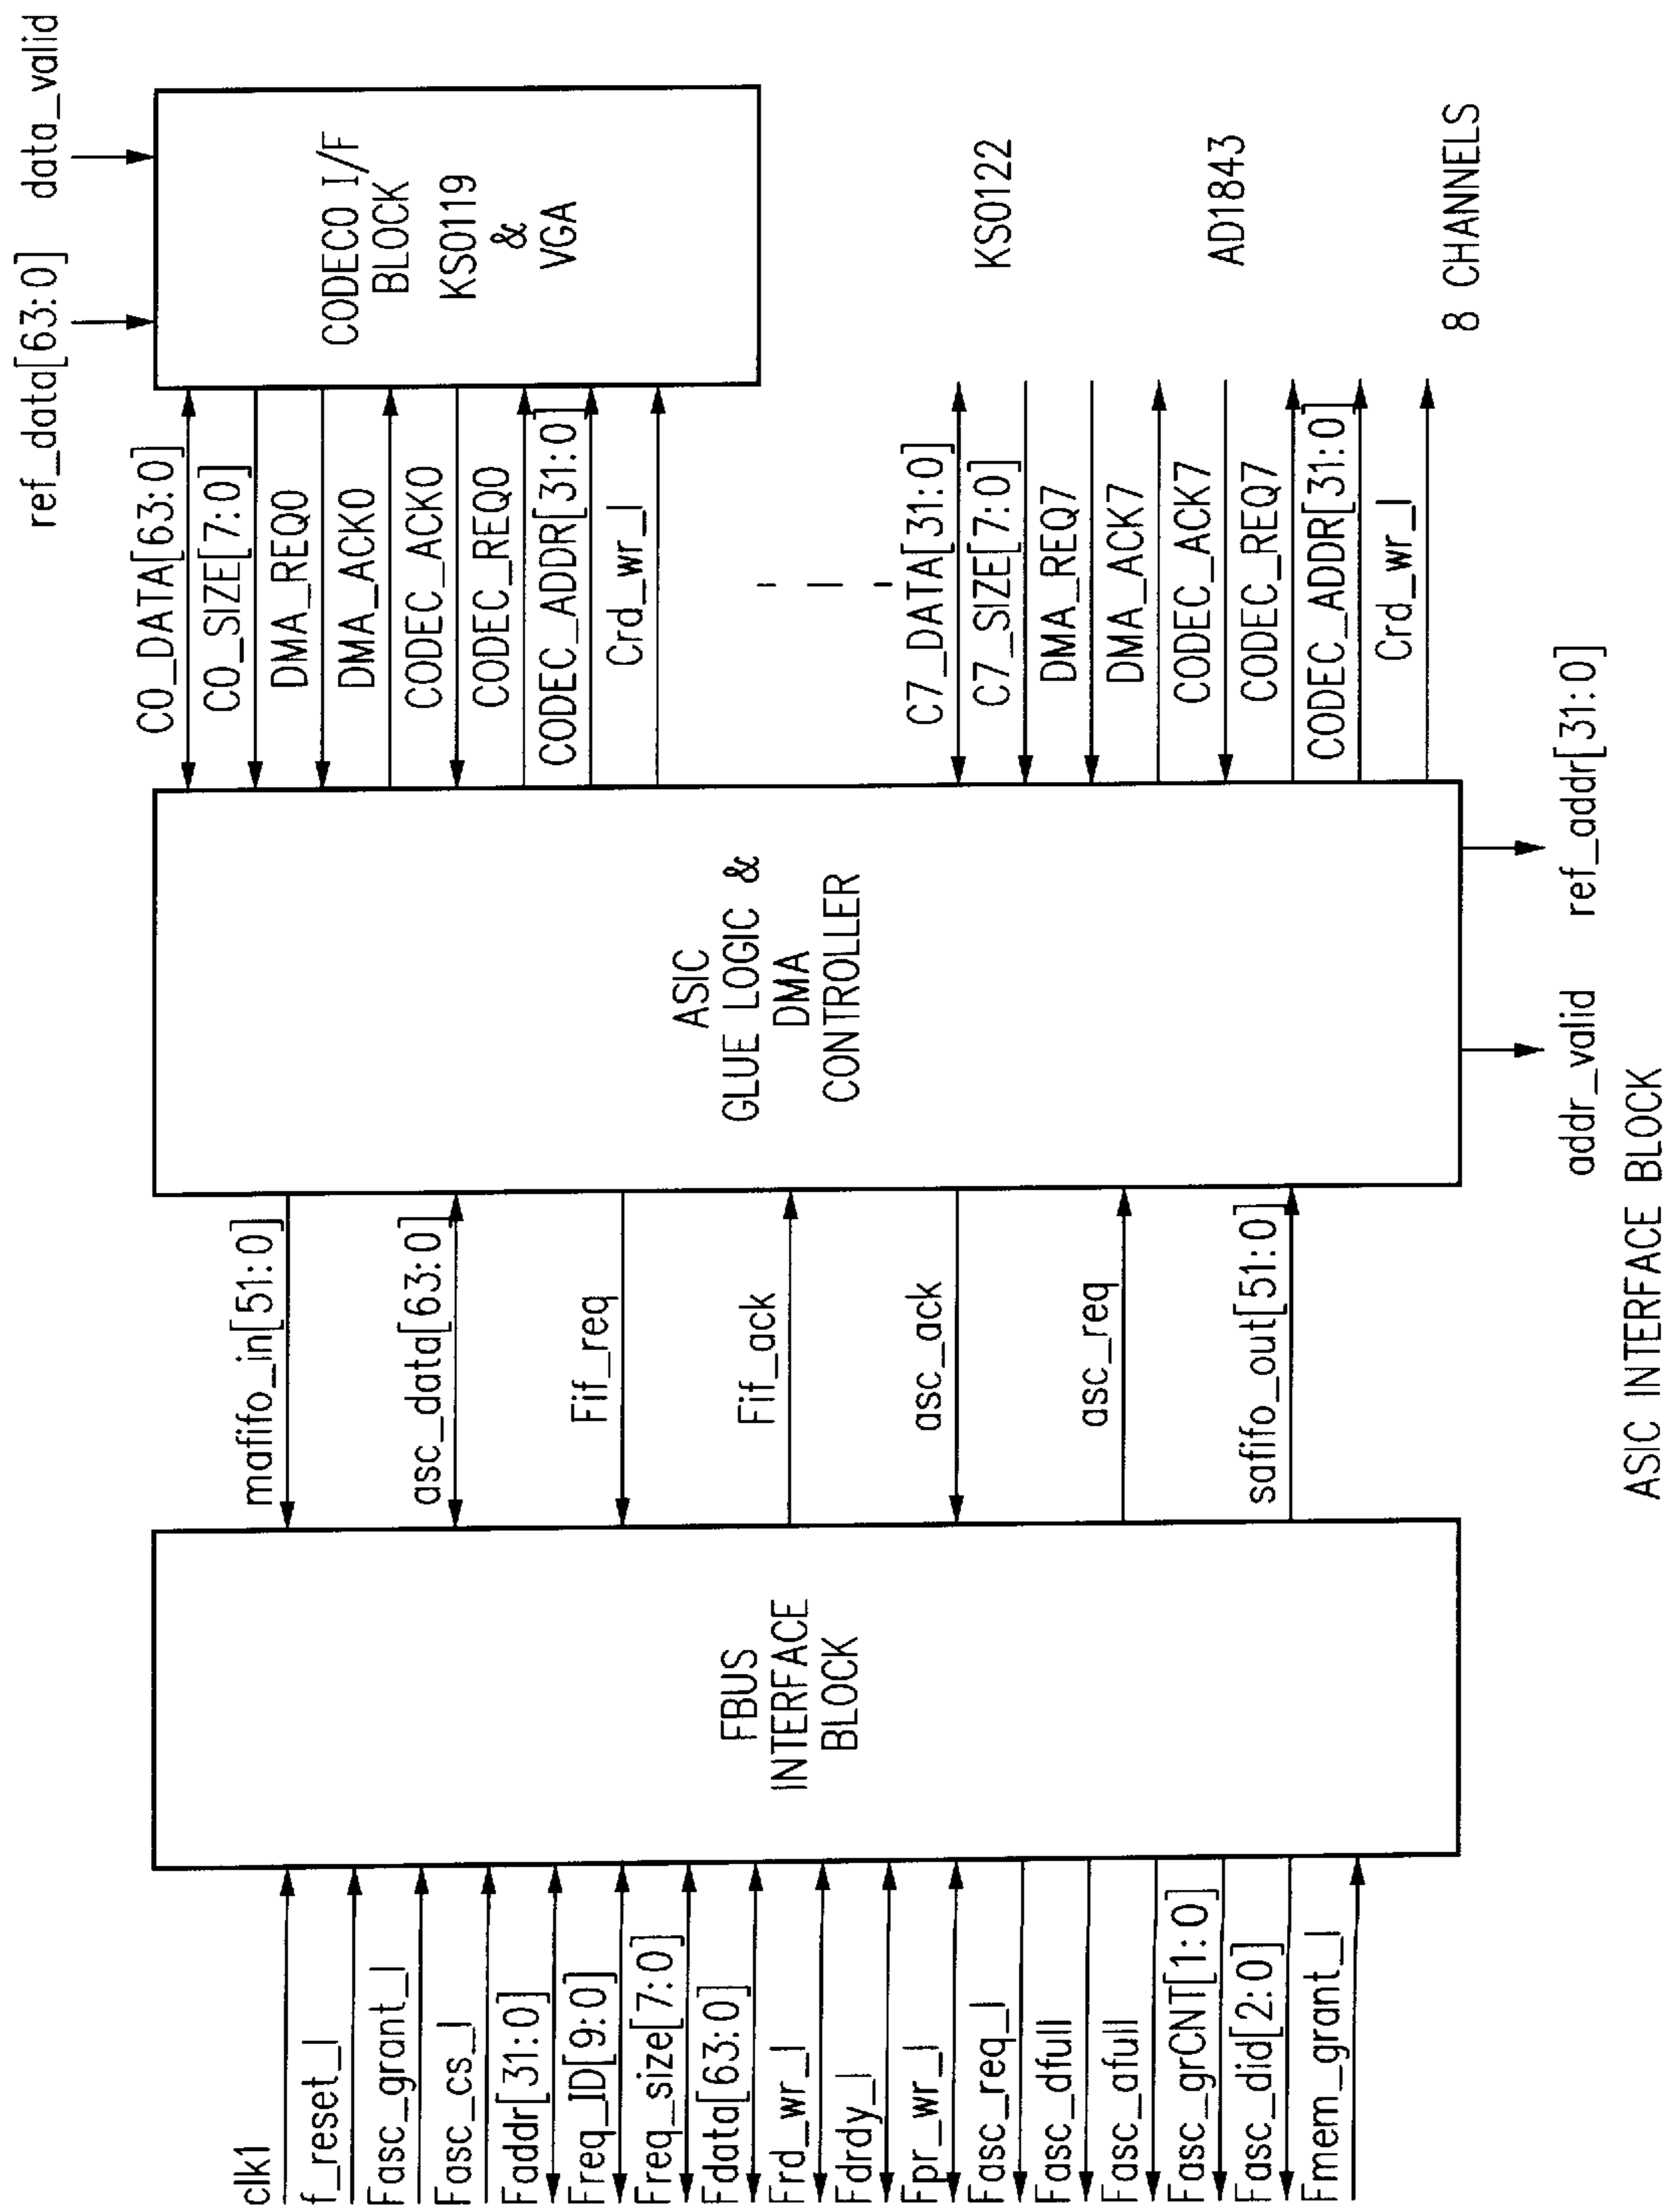 clk1
f_reset_l
Fasc_grant_l
Fasc_cs_l
Faddr[31:0]
Freq_ID[9:0]
Freq_size[7:0]
Fdata[63:0]
Frd_wr_l
Fdrdy_l
Fpr_wr_l
Fasc_req_l
Fasc_dfull
Fasc_afull
Fasc_grCNT[1:0]
Fasc_did[2:0]
Fmem_grant_l
FBUS
INTERFACE
BLOCK
mafifo_in[51:0]
asc_data[63:0]
Fif_req
Fif_ack
asc_ack
asc_req
safifo_out[51:0]
ASIC
GLUE LOGIC &
DMA
CONTROLLER
addr_valid
ref_addr[31:0]
C0_DATA[63:0]
C0_SIZE[7:0]
DMA_REQ0
DMA_ACK0
CODEC_ACK0
CODEC_REQ0
CODEC_ADDR[31:0]
Crd_wr_l
C7_DATA[31:0]
C7_SIZE[7:0]
DMA_REQ7
DMA_ACK7
CODEC_ACK7
CODEC_REQ7
CODEC_ADDR[31:0]
Crd_wr_l
ref_data[63:0]
data_valid
CODECO I/F
BLOCK
KS0119
&
VGA
KS0122
AD1843
8 CHANNELS
ASIC INTERFACE BLOCK